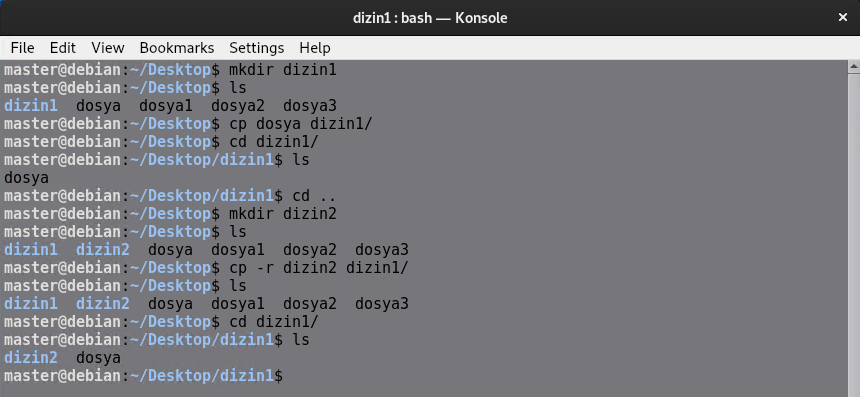 dizin1 : bash — Konsole
File Edit View Bookmarks Settings Help
master@debian:~/Desktop$ mkdir dizin1
master@debian:~/Desktop$ ls
dizin1  dosya  dosya1  dosya2  dosya3
master@debian:~/Desktop$ cp dosya dizin1/
master@debian:~/Desktop$ cd dizin1/
master@debian:~/Desktop/dizin1$ ls
dosya
master@debian:~/Desktop/dizin1$ cd ..
master@debian:~/Desktop$ mkdir dizin2
master@debian:~/Desktop$ ls
dizin1  dizin2  dosya  dosya1  dosya2  dosya3
master@debian:~/Desktop$ cp -r dizin2 dizin1/
master@debian:~/Desktop$ ls
dizin1  dizin2  dosya  dosya1  dosya2  dosya3
master@debian:~/Desktop$ cd dizin1/
master@debian:~/Desktop/dizin1$ ls
dizin2  dosya
master@debian:~/Desktop/dizin1$